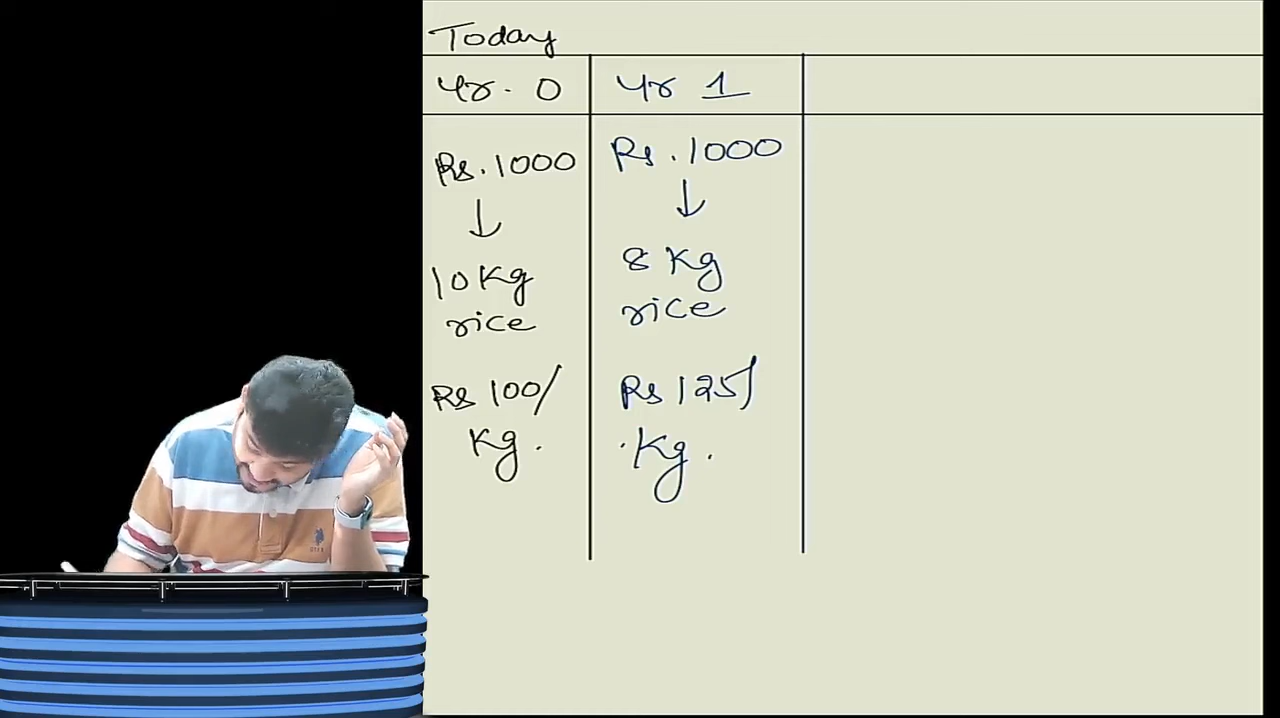 Today
Yr. 0
Rs. 1000
↓
10 Kg
rice
Rs 100/
Kg.
Yr 1
Rs. 1000
↓
8 Kg
rice
Rs 125/
Kg.